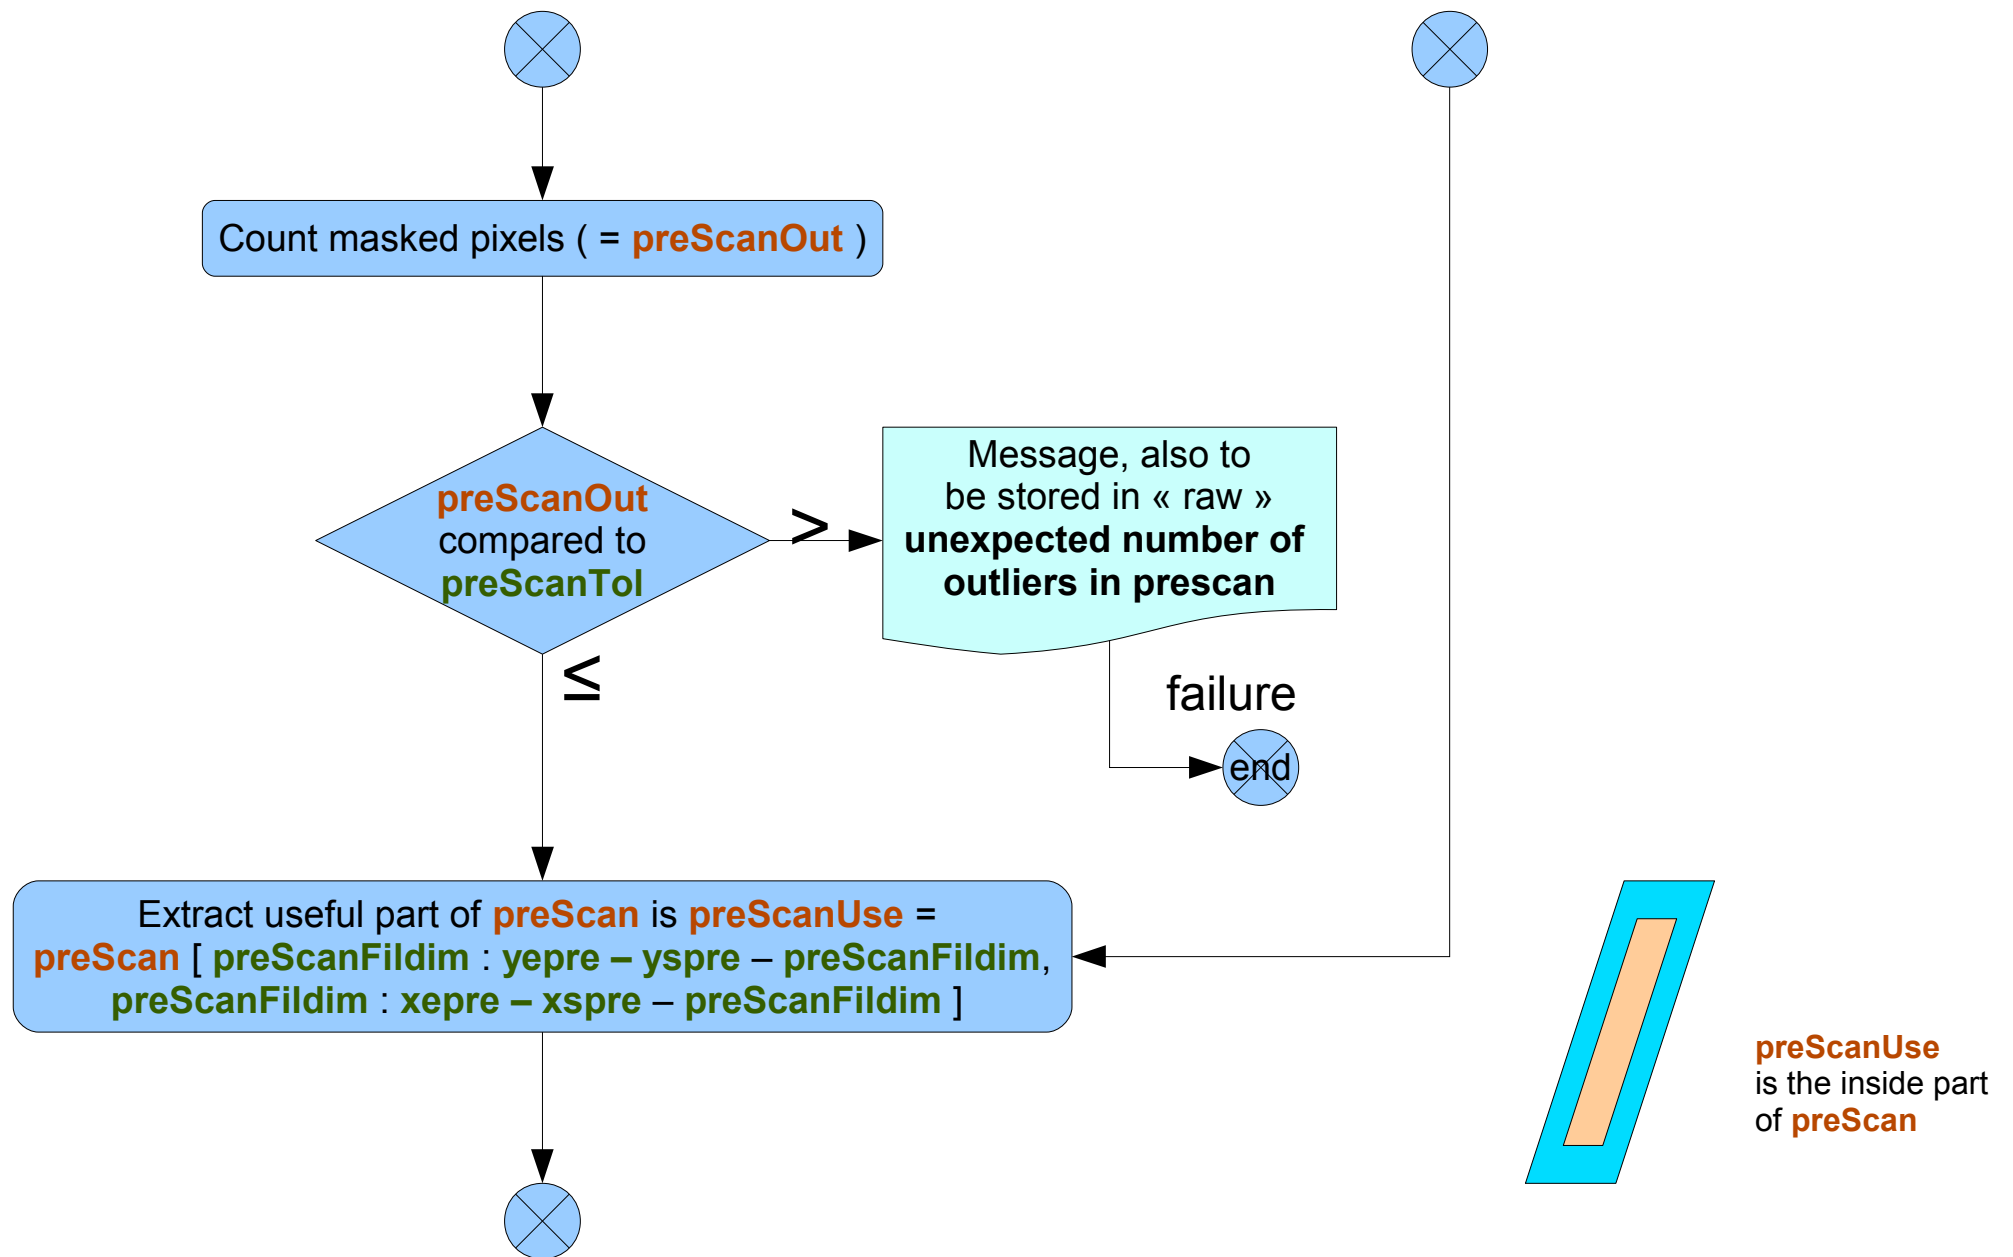 Count masked pixels ( = preScanOut )
preScanOut
compared to
preScanTol
>
≤
Message, also to
be stored in « raw »
unexpected number of
outliers in prescan
failure
end
Extract useful part of preScan is preScanUse =
preScan [ preScanFildim : yepre – yspre – preScanFildim,
preScanFildim : xepre – xspre – preScanFildim ]
preScanUse
is the inside part
of preScan